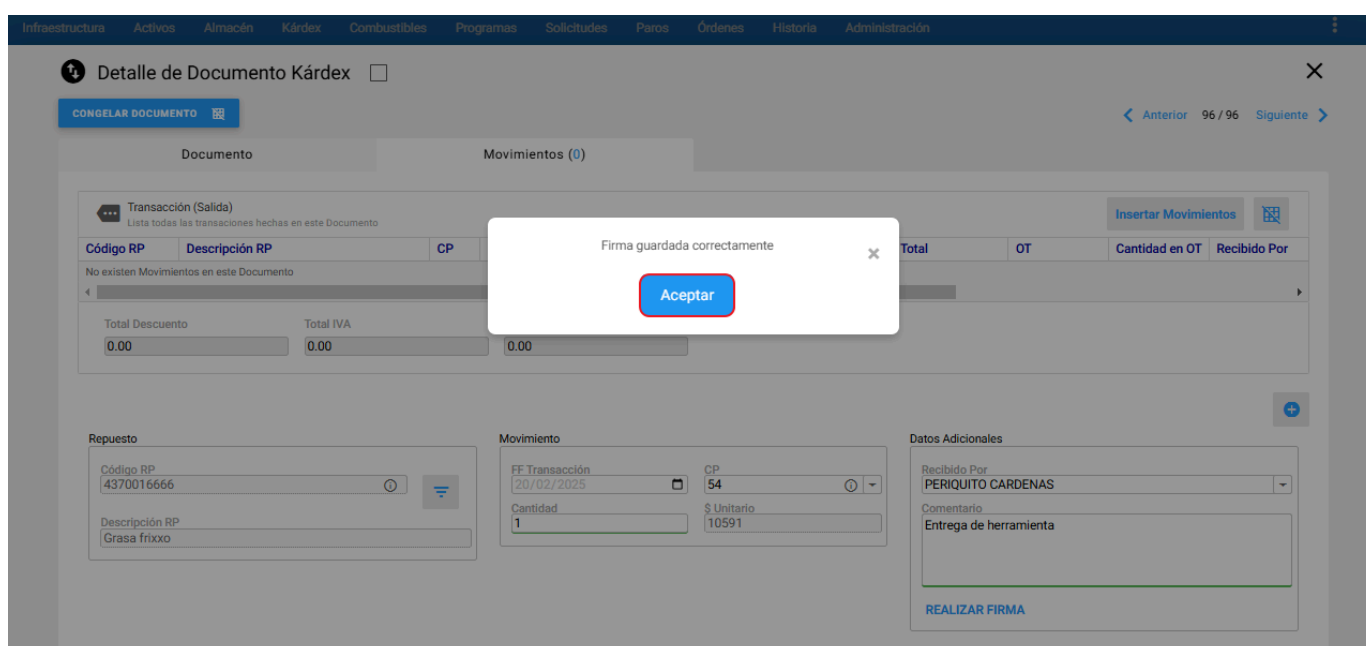 Infraestructura Activos Almacén Kárdex Combustibles Programas Solicitudes Paros Órdenes Historia Administración
Detalle de Documento Kárdex
CONGELAR DOCUMENTO
Anterior 96 / 96 Siguiente
Documento Movimientos (0)
Transacción (Salida)
Lista todas las transaciones hechas en este Documento
Insertar Movimientos
Código RP Descripción RP CP Total OT Cantidad en OT Recibido Por
No existen Movimientos en este Documento
Firma guardada correctamente
Aceptar
Total Descuento Total IVA
0.00 0.00 0.00
Repuesto
Código RP
4370016666
Descripción RP
Grasa frixxo
Movimiento
FF Transacción CP
20/02/2025 54
Cantidad $ Unitario
1 10591
Datos Adicionales
Recibido Por
PERIQUITO CARDENAS
Comentario
Entrega de herramienta
REALIZAR FIRMA